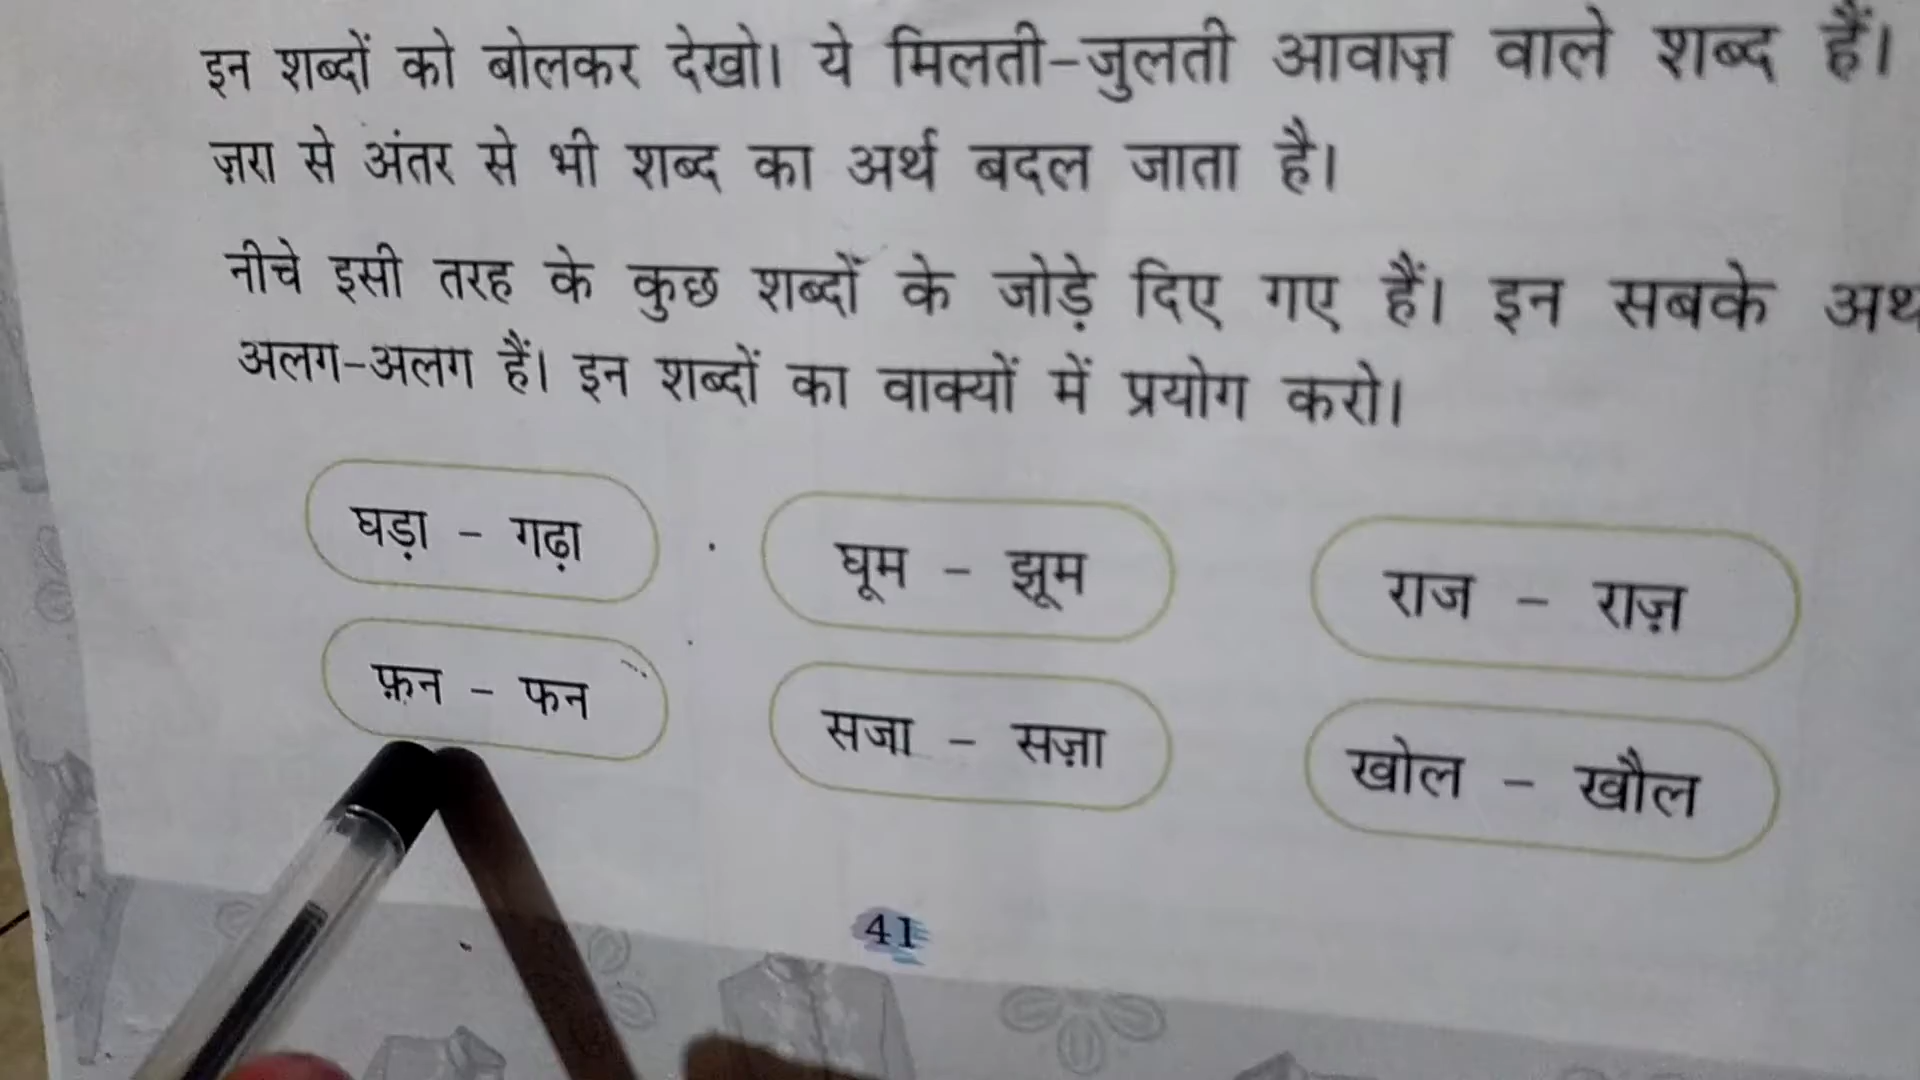 इन शब्दों को बोलकर देखो। ये मिलती-जुलती आवाज़ वाले शब्द हैं।
ज़रा से अंतर से भी शब्द का अर्थ बदल जाता है।
नीचे इसी तरह के कुछ शब्दों के जोड़े दिए गए हैं। इन सबके
अलग-अलग हैं। इन शब्दों का वाक्यों में प्रयोग करो।
घड़ा - गढ़ा
घूम - झूम
राज - राज़
फ़न - फन
सजा - सज़ा
खोल - खौल
41